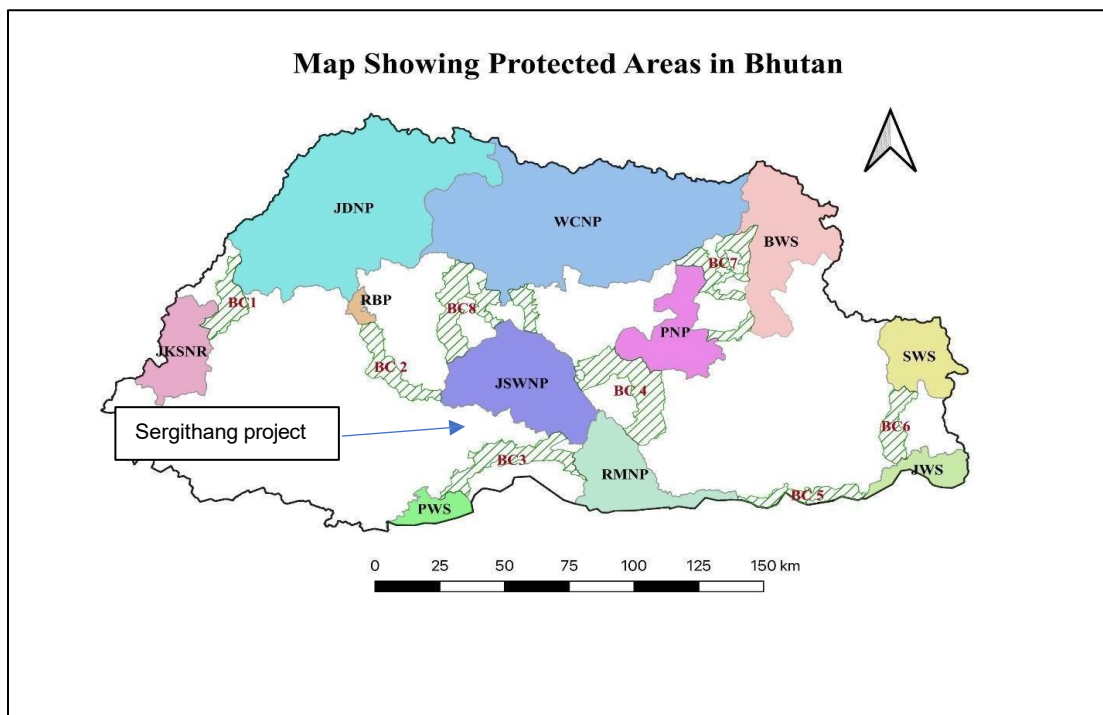 Map Showing Protected Areas in Bhutan
JDNP
WCNP
BWS
BC7
RBP
BC1
BC8
PNP
JKSNR
SWS
BC 2
JSWNP
BC 4
Sergithang project
BC6
BC3
RMNP
JWS
BC 5
PWS
0 25 50 75 100 125 150 km